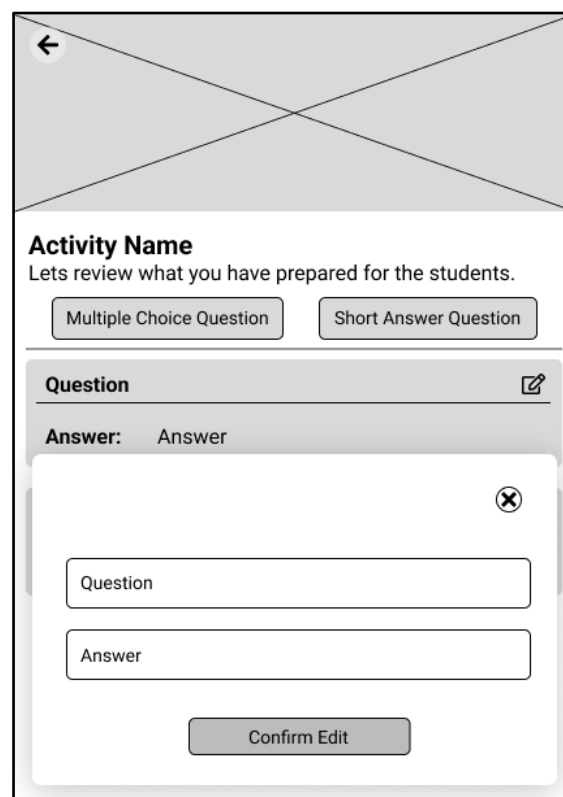 Activity Name
Lets review what you have prepared for the students.
Multiple Choice Question
Short Answer Question
Question
Answer: Answer
Question
Answer
Confirm Edit